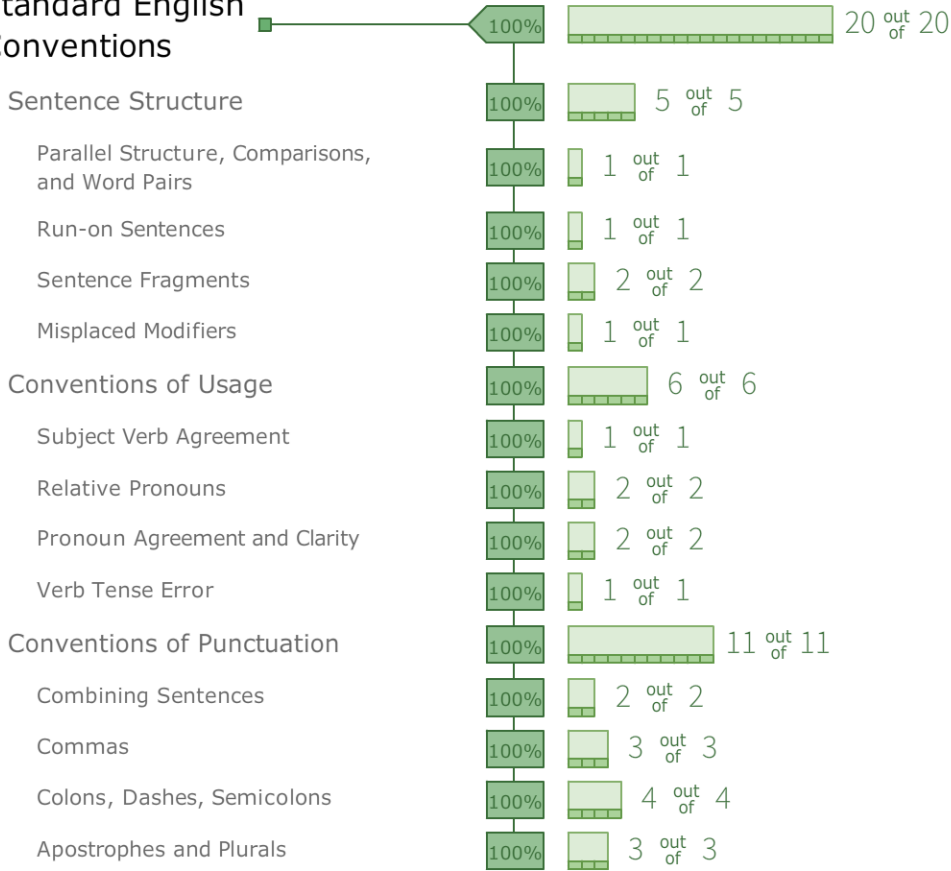 tandard English
onventions
100%
20 out of 20
Sentence Structure
100%
5 out of 5
Parallel Structure, Comparisons,
and Word Pairs
100%
1 out of 1
Run-on Sentences
100%
1 out of 1
Sentence Fragments
100%
2 out of 2
Misplaced Modifiers
100%
1 out of 1
Conventions of Usage
100%
6 out of 6
Subject Verb Agreement
100%
1 out of 1
Relative Pronouns
100%
2 out of 2
Pronoun Agreement and Clarity
100%
2 out of 2
Verb Tense Error
100%
1 out of 1
Conventions of Punctuation
100%
11 out of 11
Combining Sentences
100%
2 out of 2
Commas
100%
3 out of 3
Colons, Dashes, Semicolons
100%
4 out of 4
Apostrophes and Plurals
100%
3 out of 3